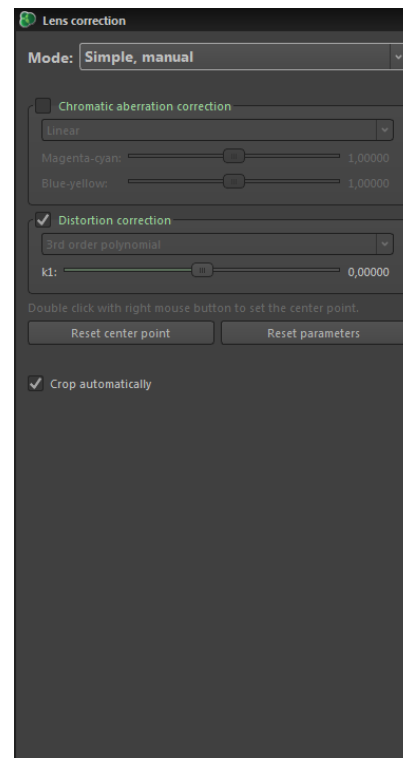 Lens correction
Mode: Simple, manual
Chromatic aberration correction
Linear
Magenta-cyan: 1,00000
Blue-yellow: 1,00000
Distortion correction
3rd order polynomial
k1: 0,00000
Double click with right mouse button to set the center point.
Reset center point Reset parameters
Crop automatically